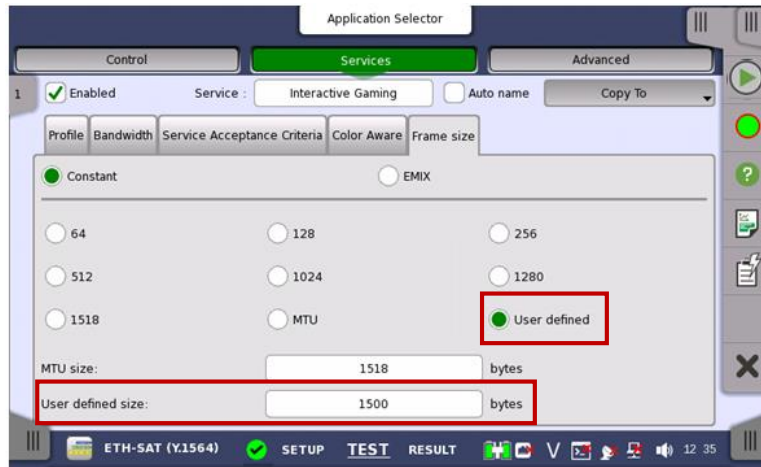 Application Selector
Control Services Advanced
1 Enabled Service : Interactive Gaming Auto name Copy To
Profile Bandwidth Service Acceptance Criteria Color Aware Frame size
Constant EMIX
64 128 256
512 1024 1280
1518 MTU User defined
MTU size: 1518 bytes
User defined size: 1500 bytes
ETH-SAT (Y.1564) SETUP TEST RESULT V 12 35